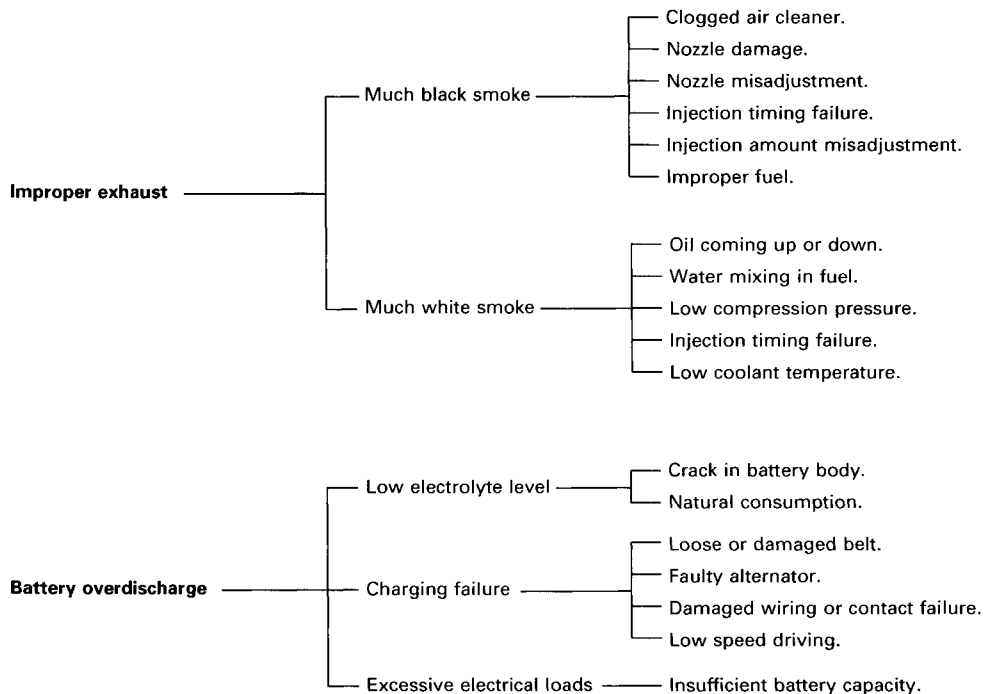 Clogged air cleaner.
Nozzle damage.
Much black smoke
Nozzle misadjustment.
Injection timing failure.
Injection amount misadjustment.
Improper fuel.
Improper exhaust
Oil coming up or down.
Water mixing in fuel.
Much white smoke
Low compression pressure.
Injection timing failure.
Low coolant temperature.
Crack in battery body.
Low electrolyte level
Natural consumption.
Loose or damaged belt.
Battery overdischarge
Charging failure
Faulty alternator.
Damaged wiring or contact failure.
Low speed driving.
Excessive electrical loads
Insufficient battery capacity.